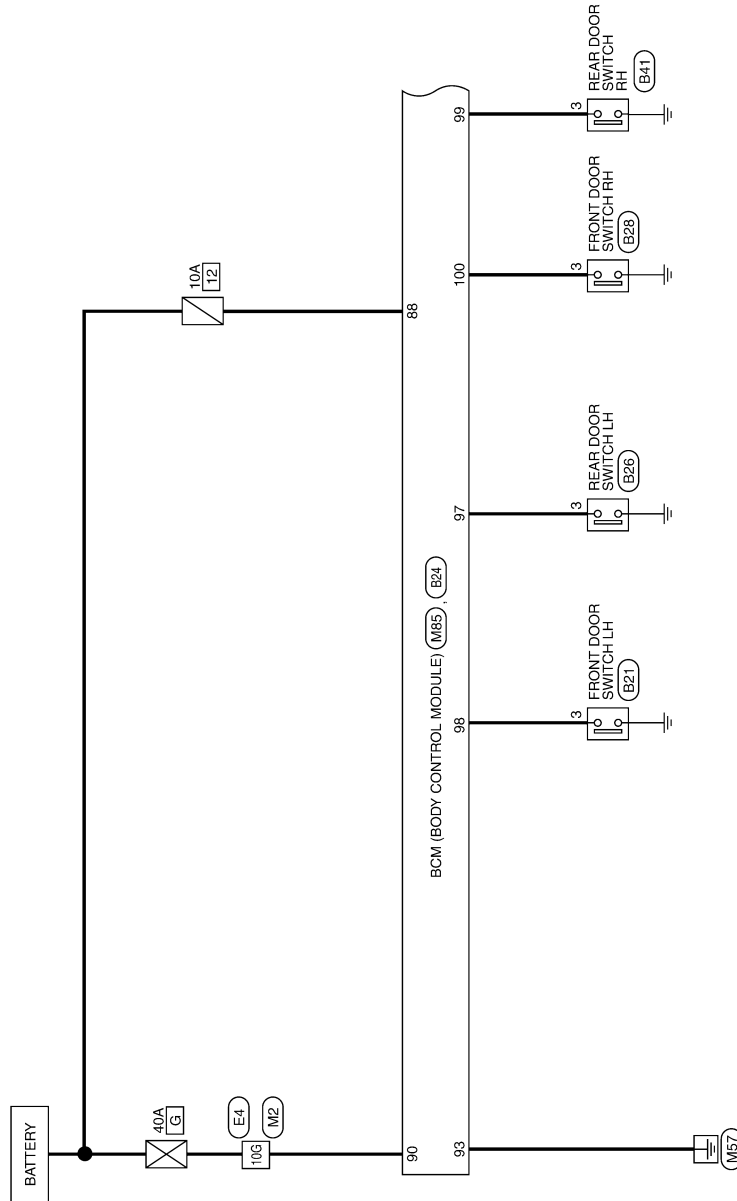 BATTERY
40A
G
E4
10G
M2
10A
12
90
88
BCM (BODY CONTROL MODULE) M85 , B24
93
98
97
100
99
3
FRONT DOOR
SWITCH LH
B21
3
REAR DOOR
SWITCH LH
B26
3
FRONT DOOR
SWITCH RH
B28
3
REAR DOOR
SWITCH
RH
B41
M57